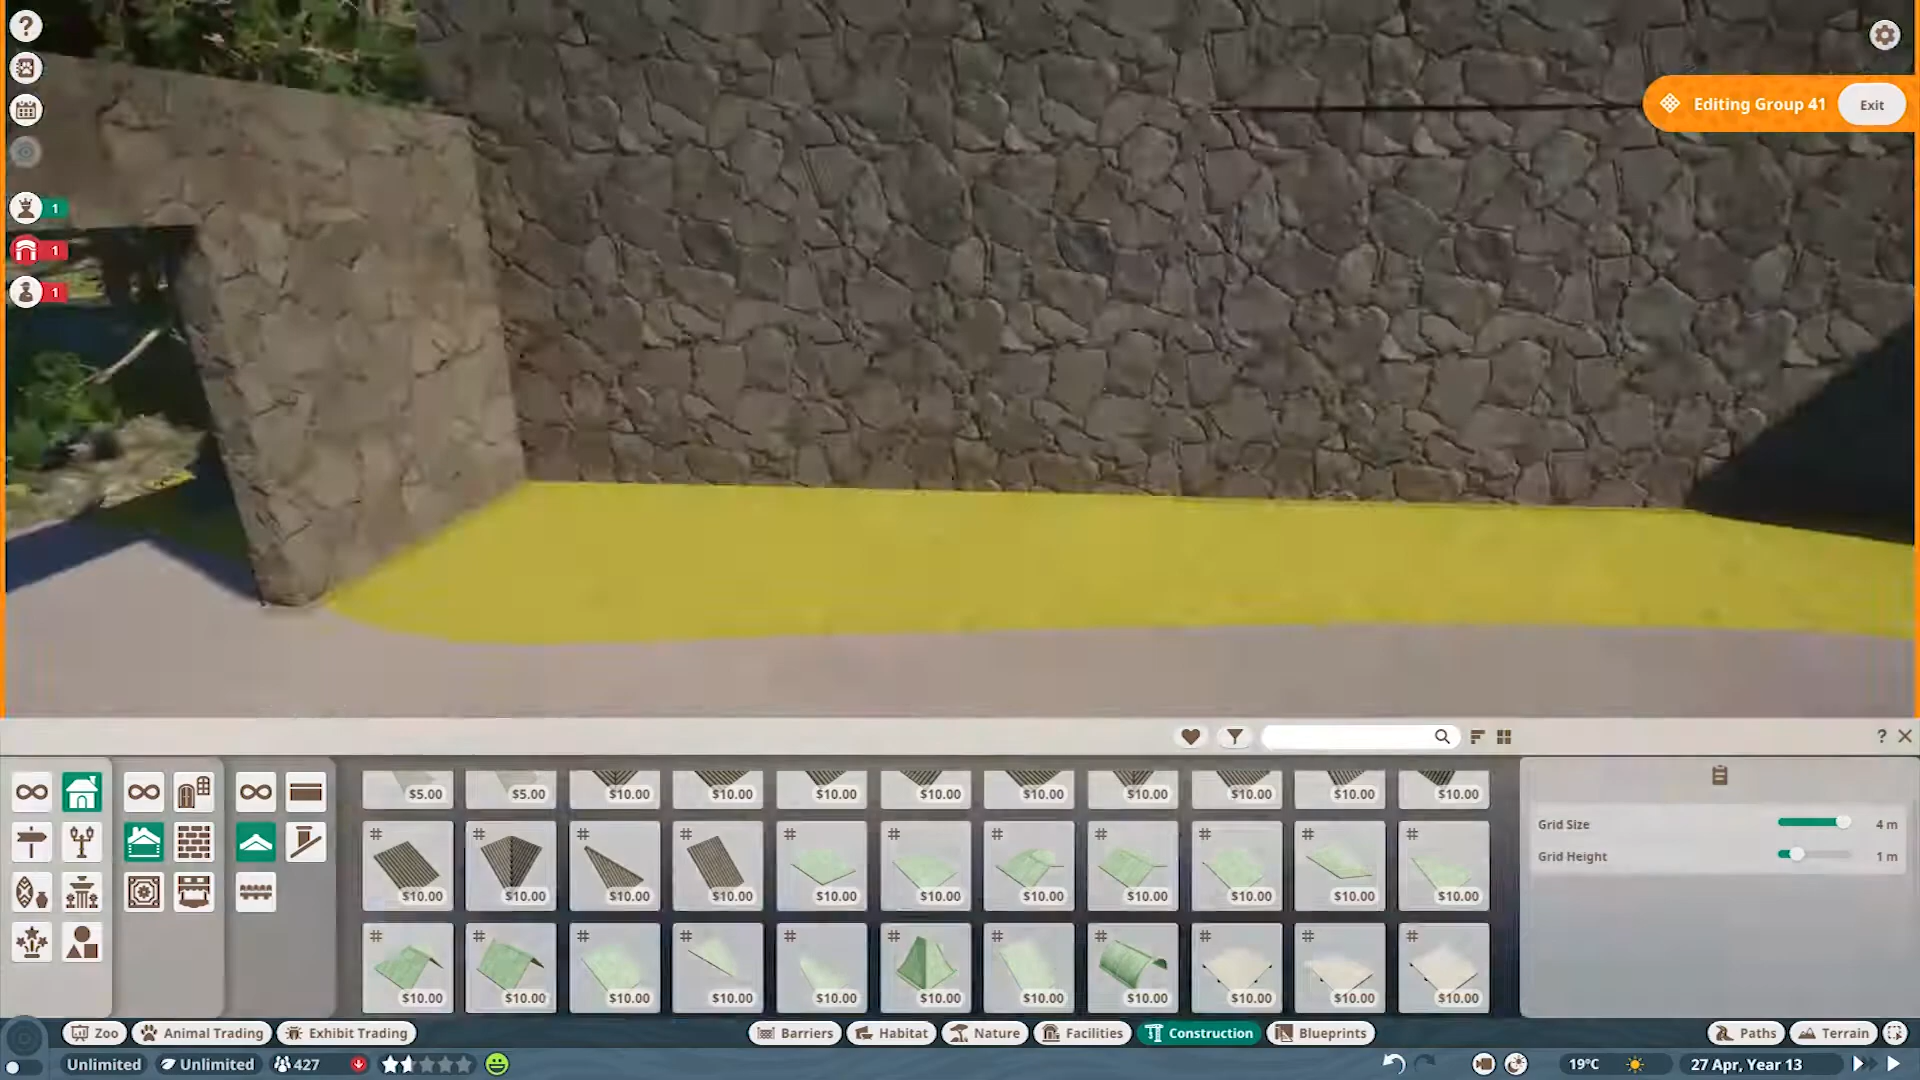 ?
1
1
1
Editing Group 41 Exit
? ×
$5.00 $5.00 $10.00 $10.00 $10.00 $10.00 $10.00 $10.00 $10.00 $10.00 $10.00
# # # # # # # # # # #
$10.00 $10.00 $10.00 $10.00 $10.00 $10.00 $10.00 $10.00 $10.00 $10.00 $10.00
# # # # # # # # # # #
$10.00 $10.00 $10.00 $10.00 $10.00 $10.00 $10.00 $10.00 $10.00 $10.00 $10.00
Grid Size 4 m
Grid Height 1 m
Zoo Animal Trading Exhibit Trading Barriers Habitat Nature Facilities Construction Blueprints Paths Terrain
Unlimited Unlimited 427 19°C 27 Apr, Year 13